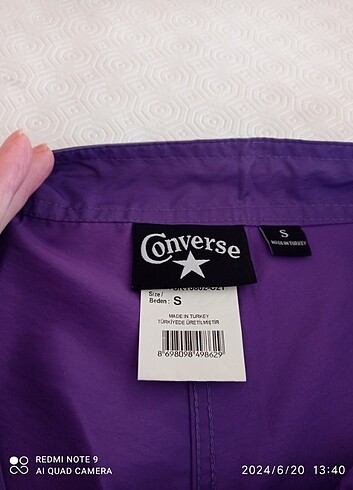 Converse
S
MADE IN TURKEY
Size/
Beden: S
MADE IN TURKEY
TÜRKİYEDE ÜRETİLMİŞTİR
8 698098 498629
REDMI NOTE 9
AI QUAD CAMERA
2024/6/20 13:40